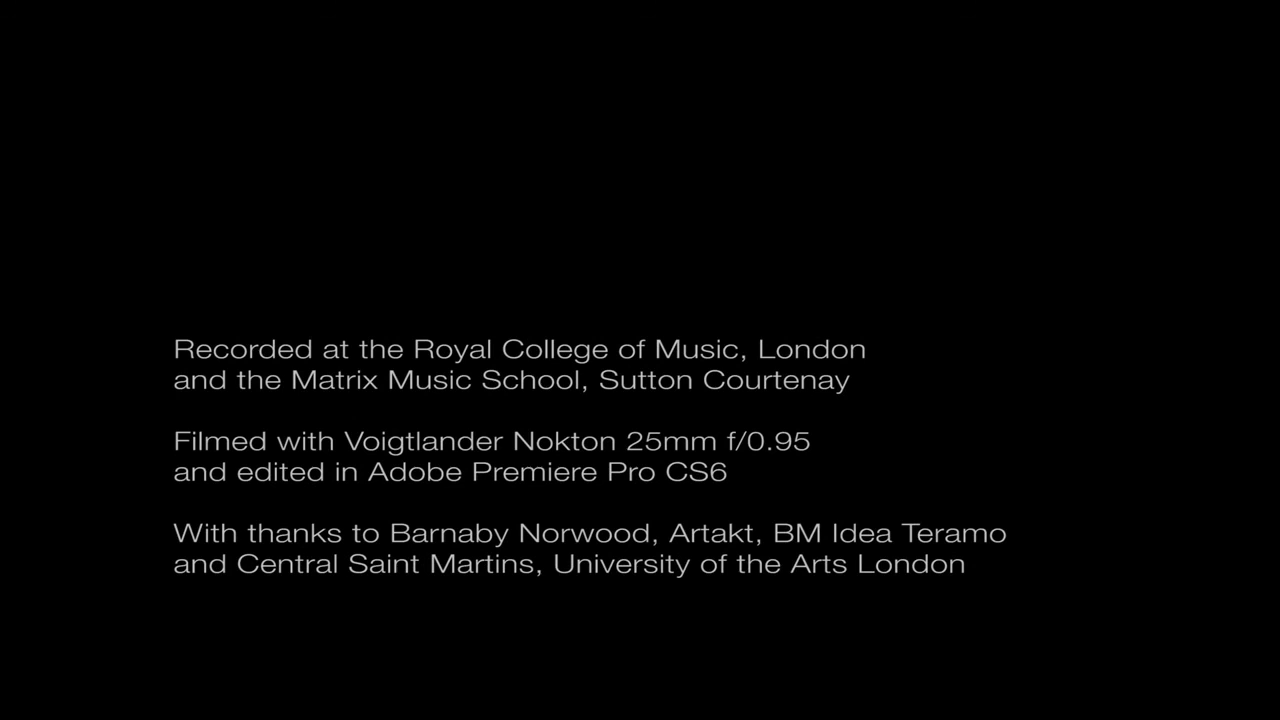 Recorded at the Royal College of Music, London
and the Matrix Music School, Sutton Courtenay
Filmed with Voigtlander Nokton 25mm f/0.95
and edited in Adobe Premiere Pro CS6
With thanks to Barnaby Norwood, Artakt, BM Idea Teramo
and Central Saint Martins, University of the Arts London